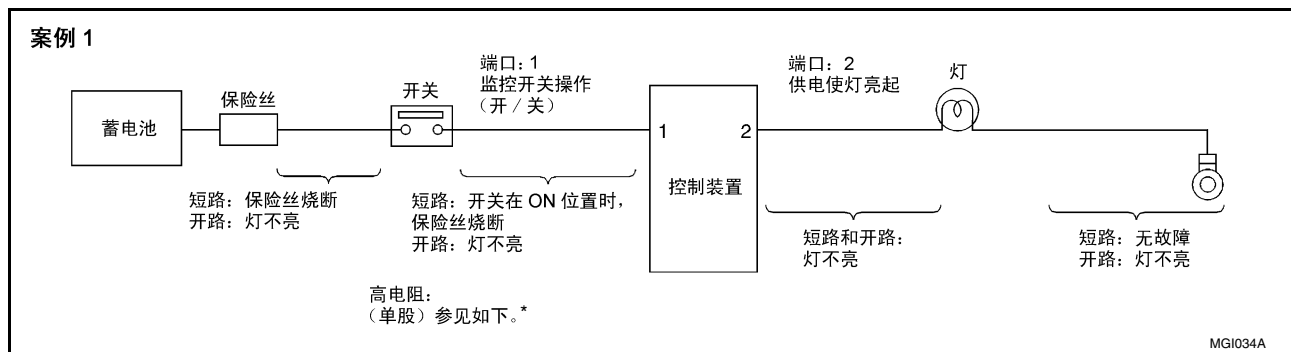 案例 1
端口：1
监控开关操作
（开／关）
端口：2
供电使灯亮起
灯
保险丝
开关
蓄电池
1
2
控制装置
短路：保险丝烧断
开路：灯不亮
短路：开关在 ON 位置时，
保险丝烧断
开路：灯不亮
短路和开路：
灯不亮
短路：无故障
开路：灯不亮
高电阻：
（单股）参见如下。*
MGI034A